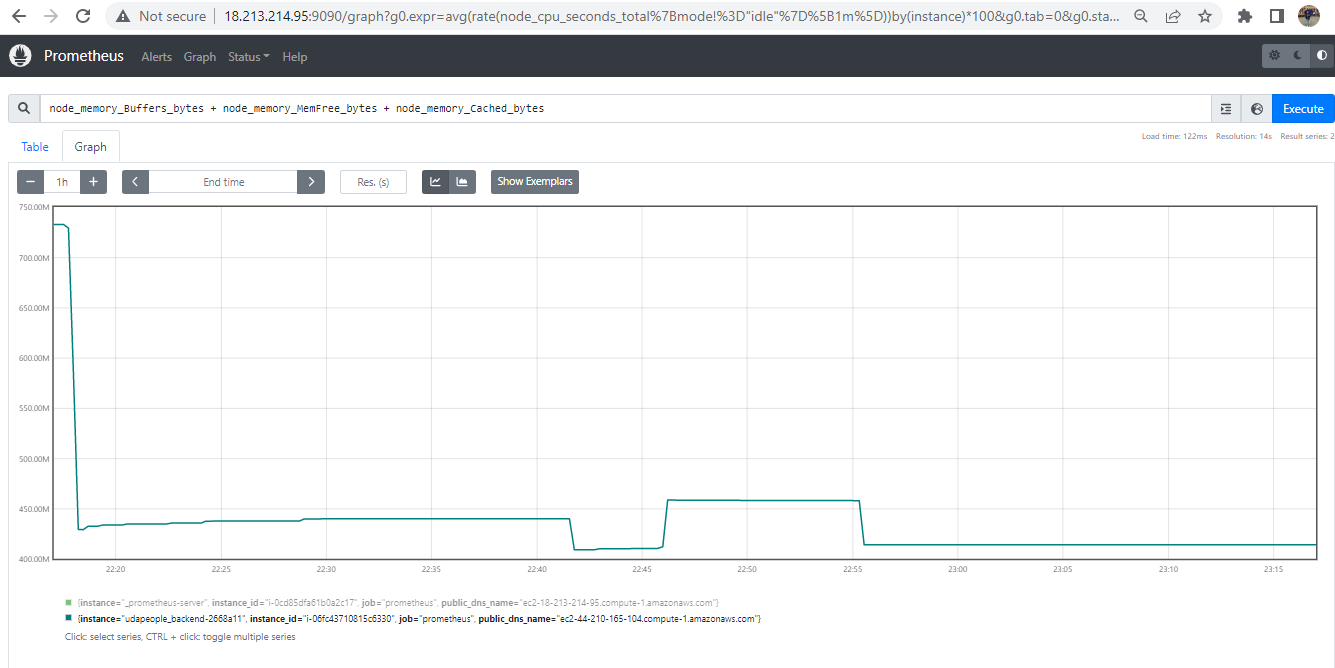 Not secure 18.213.214.95:9090/graph?g0.expr=avg(rate(node_cpu_seconds_total%7Bmode!%3D"idle"%7D%5B1m%5D))by(instance)*100&g0.tab=0&g0.sta...
Prometheus Alerts Graph Status Help
node_memory_Buffers_bytes + node_memory_MemFree_bytes + node_memory_Cached_bytes Execute
Load time: 122ms Resolution: 14s Result series: 2
Table Graph
− 1h + End time Res. (s) Show Exemplars
750.00M
700.00M
650.00M
600.00M
550.00M
500.00M
450.00M
400.00M
22:20 22:25 22:30 22:35 22:40 22:45 22:50 22:55 23:00 23:05 23:10 23:15
{instance="_prometheus-server", instance_id="i-0cd85dfa61b0a2c17", job="prometheus", public_dns_name="ec2-18-213-214-95.compute-1.amazonaws.com"}
{instance="udapeople_backend-2668a11", instance_id="i-06fc43710815c6330", job="prometheus", public_dns_name="ec2-44-210-165-104.compute-1.amazonaws.com"}
Click: select series, CTRL + click: toggle multiple series